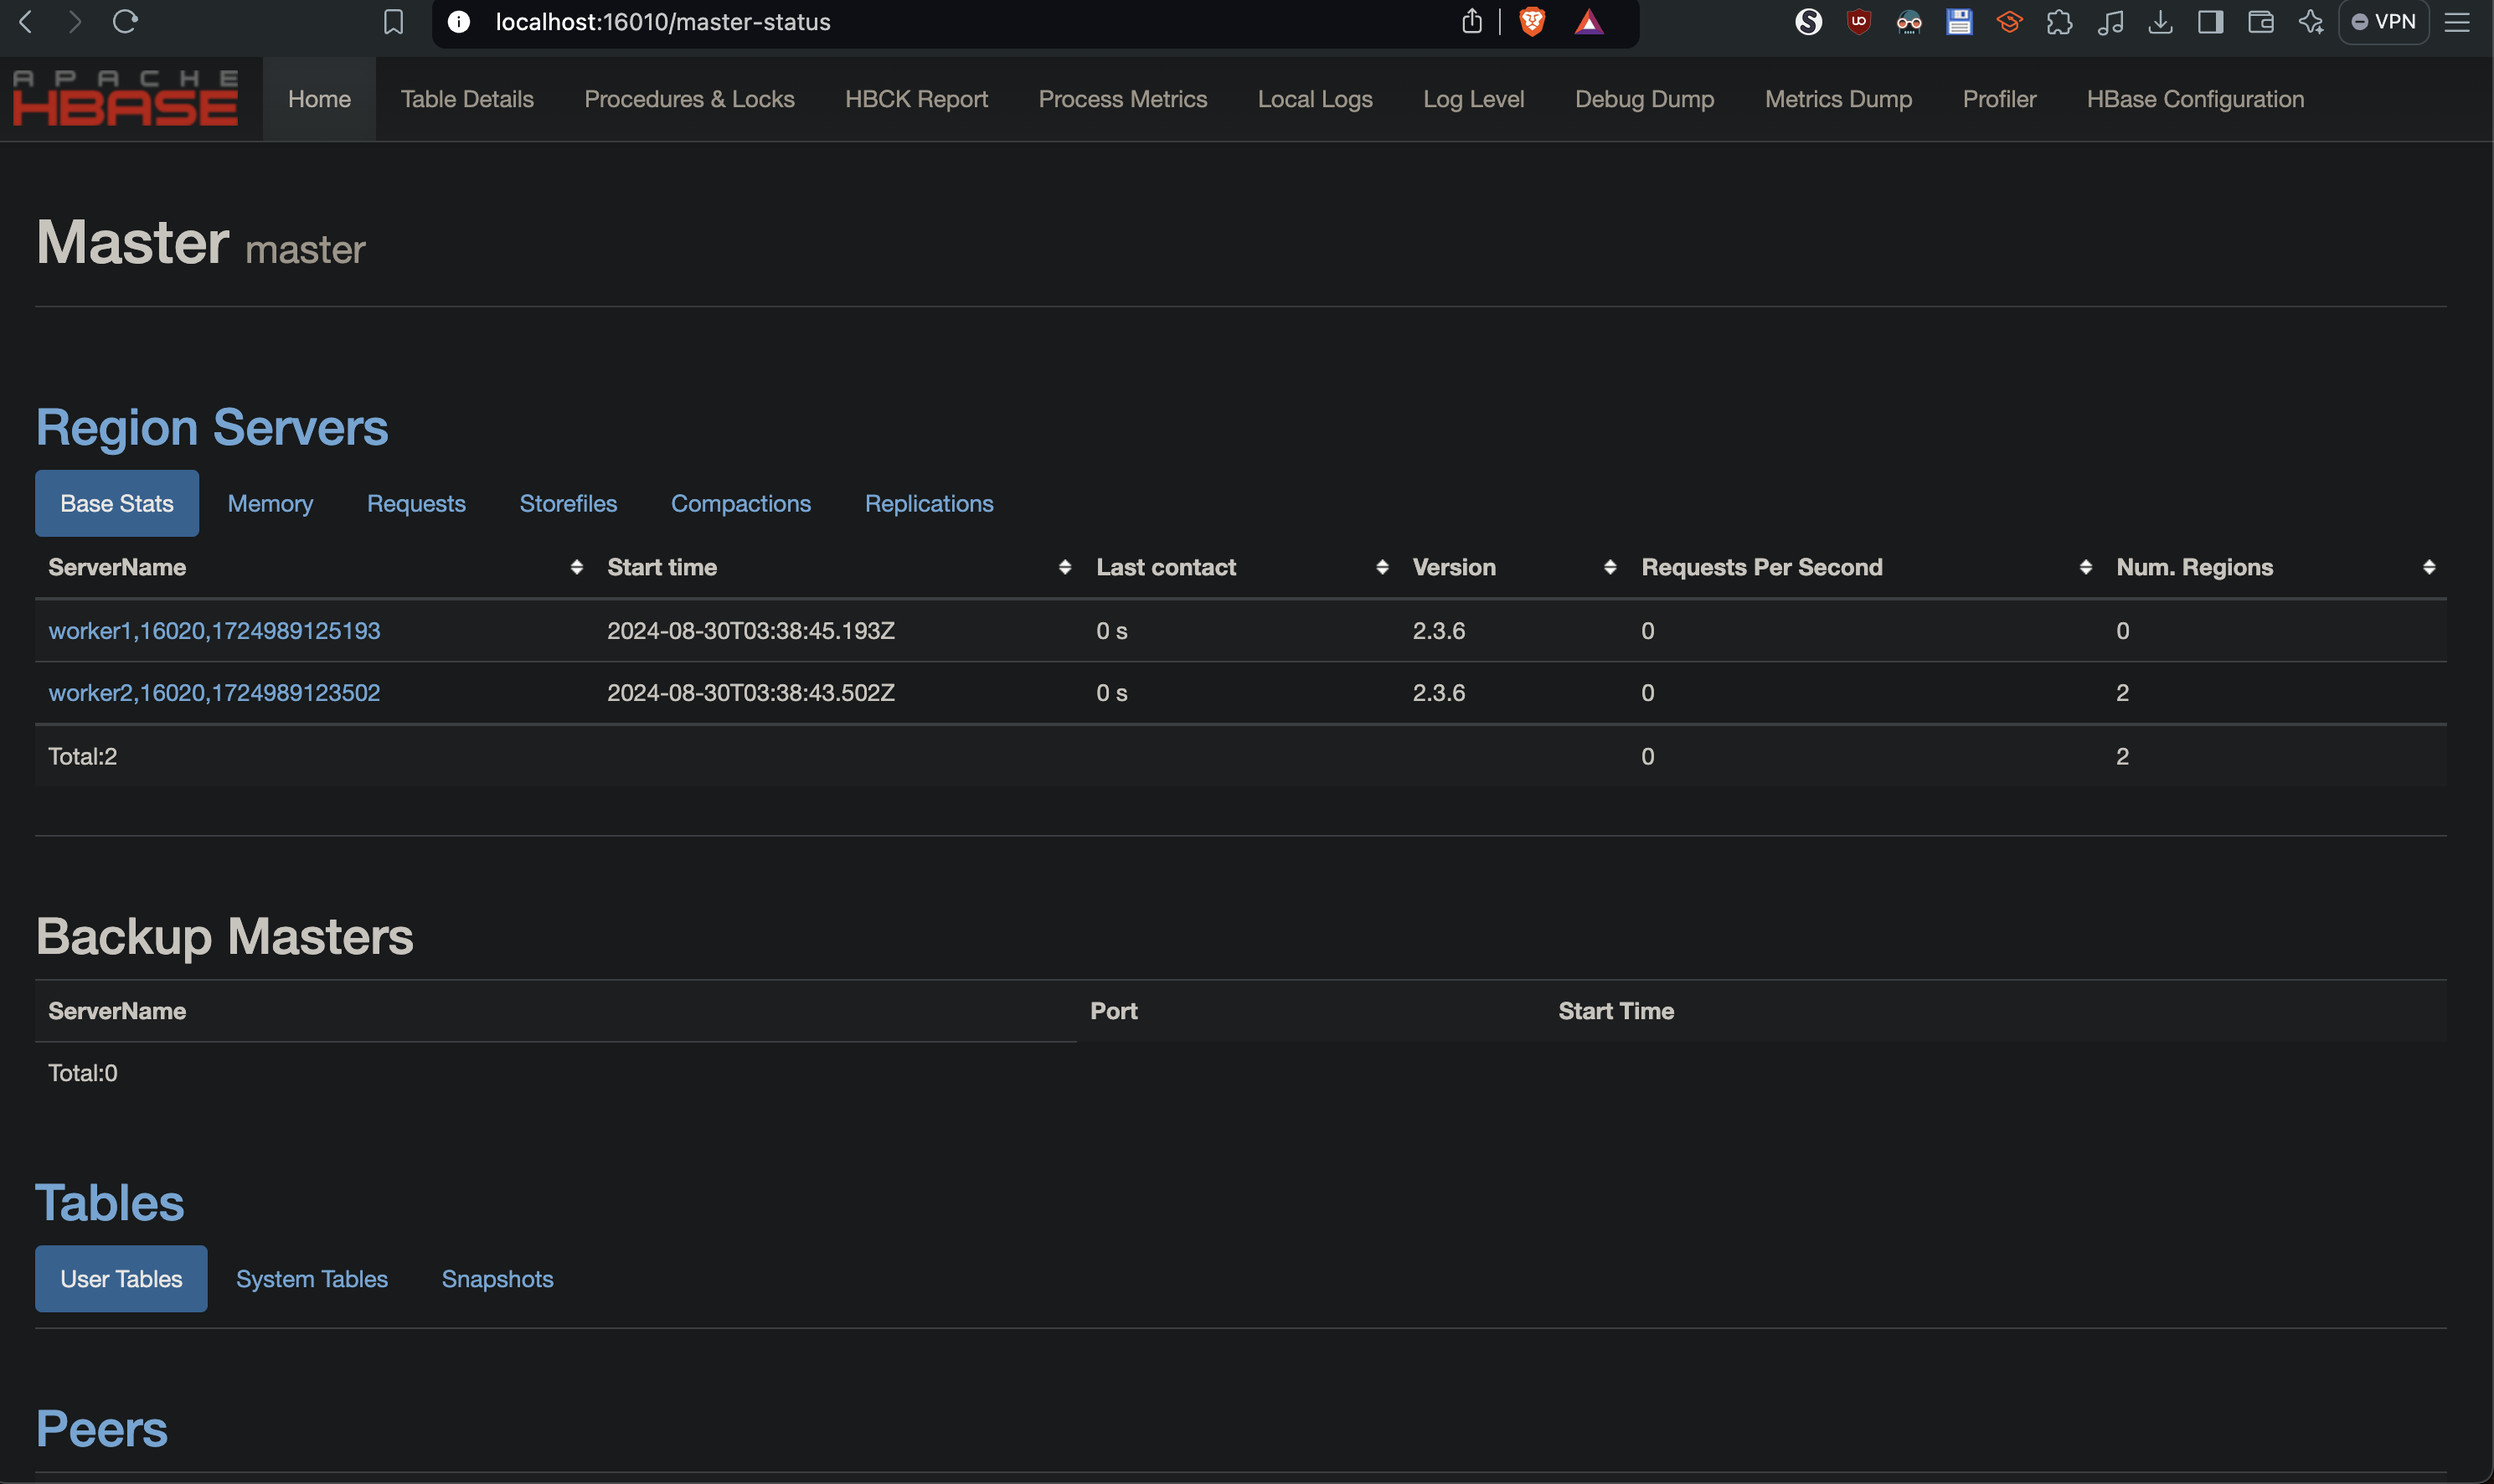 localhost:16010/master-status
VPN
APACHE
HBASE
Home Table Details Procedures & Locks HBCK Report Process Metrics Local Logs Log Level Debug Dump Metrics Dump Profiler HBase Configuration
Master master
Region Servers
Base Stats Memory Requests Storefiles Compactions Replications
ServerName Start time Last contact Version Requests Per Second Num. Regions
worker1,16020,1724989125193 2024-08-30T03:38:45.193Z 0 s 2.3.6 0 0
worker2,16020,1724989123502 2024-08-30T03:38:43.502Z 0 s 2.3.6 0 2
Total:2 0 2
Backup Masters
ServerName Port Start Time
Total:0
Tables
User Tables System Tables Snapshots
Peers